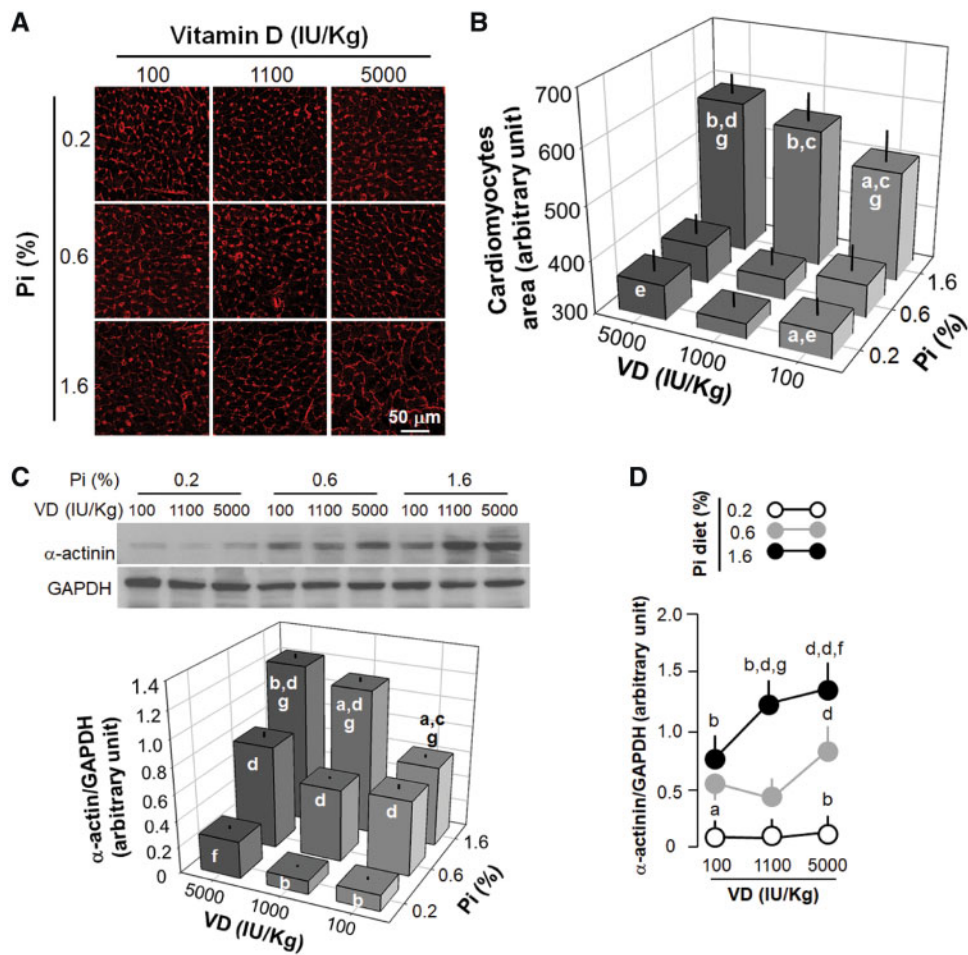 A
Vitamin D (IU/Kg)
100 1100 5000
Pi (%)
0.2
0.6
1.6
50 μm
B
Cardiomyocytes
area (arbitrary unit)
700
600
500
400
300
b,d
g
b,c
a,c
g
e
a,e
5000
1000
100
VD (IU/Kg)
0.2
0.6
1.6
Pi (%)
C
Pi (%) 0.2 0.6 1.6
VD (IU/Kg) 100 1100 5000 100 1100 5000 100 1100 5000
α-actinin
GAPDH
α-actin/GAPDH
(arbitrary unit)
1.4
1.2
1.0
0.8
0.6
0.4
0.2
0
b,d
g
a,d
g
a,c
g
d
d
d
f
b
b
5000
1000
100
VD (IU/Kg)
0.2
0.6
1.6
Pi (%)
D
Pi diet (%)
0.2
0.6
1.6
α-actinin/GAPDH (arbitrary unit)
2.0
1.5
1.0
0.5
0
b
b,d,g
d,d,f
d
a
b
100 1100 5000
VD (IU/Kg)